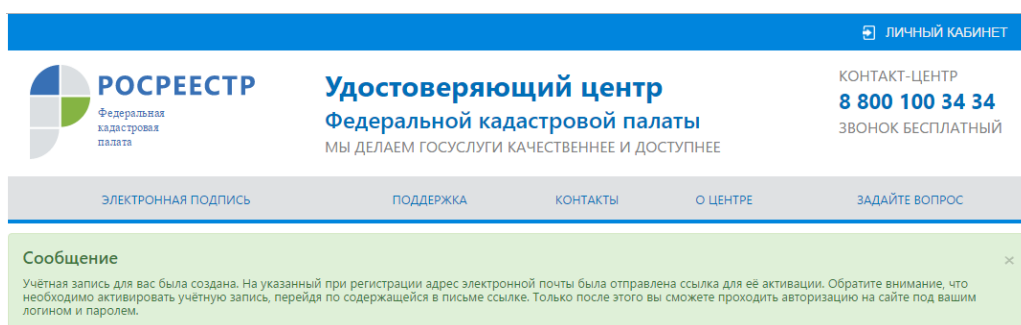 ЛИЧНЫЙ КАБИНЕТ
РОСРЕЕСТР
Федеральная
кадастровая
палата
Удостоверяющий центр
Федеральной кадастровой палаты
МЫ ДЕЛАЕМ ГОСУСЛУГИ КАЧЕСТВЕННЕЕ И ДОСТУПНЕЕ
КОНТАКТ-ЦЕНТР
8 800 100 34 34
ЗВОНОК БЕСПЛАТНЫЙ
ЭЛЕКТРОННАЯ ПОДПИСЬ ПОДДЕРЖКА КОНТАКТЫ О ЦЕНТРЕ ЗАДАЙТЕ ВОПРОС
Сообщение ×
Учётная запись для вас была создана. На указанный при регистрации адрес электронной почты была отправлена ссылка для её активации. Обратите внимание, что
необходимо активировать учётную запись, перейдя по содержащейся в письме ссылке. Только после этого вы сможете проходить авторизацию на сайте под вашим
логином и паролем.